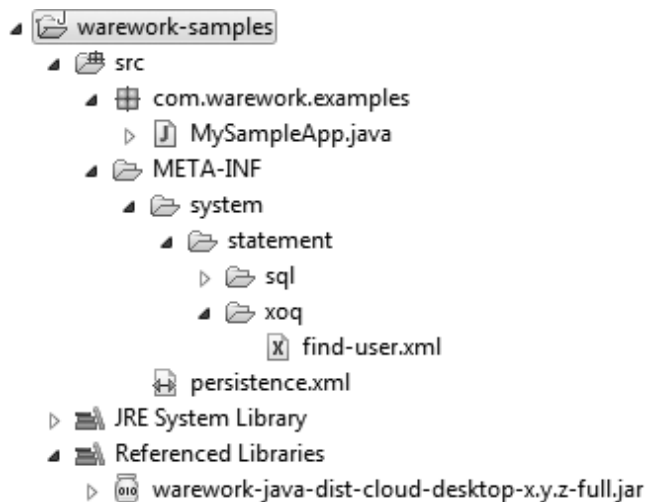 warework-samples
src
com.warework.examples
MySampleApp.java
META-INF
system
statement
sql
xoq
find-user.xml
persistence.xml
JRE System Library
Referenced Libraries
warework-java-dist-cloud-desktop-x.y.z-full.jar